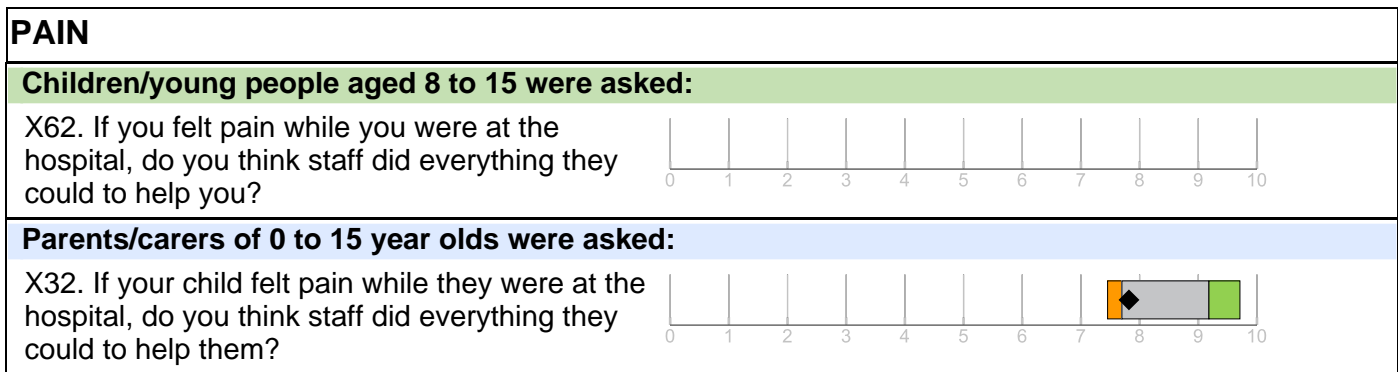 PAIN
Children/young people aged 8 to 15 were asked:
X62. If you felt pain while you were at the
hospital, do you think staff did everything they
could to help you?
0 1 2 3 4 5 6 7 8 9 10
Parents/carers of 0 to 15 year olds were asked:
X32. If your child felt pain while they were at the
hospital, do you think staff did everything they
could to help them?
0 1 2 3 4 5 6 7 8 9 10